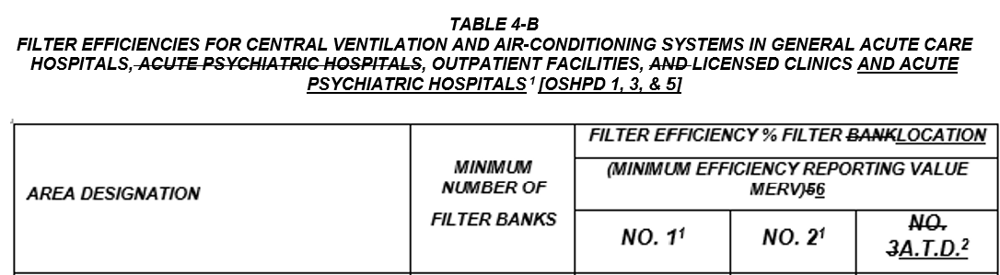 TABLE 4-B
FILTER EFFICIENCIES FOR CENTRAL VENTILATION AND AIR-CONDITIONING SYSTEMS IN GENERAL ACUTE CARE
HOSPITALS, ACUTE PSYCHIATRIC HOSPITALS, OUTPATIENT FACILITIES, AND LICENSED CLINICS AND ACUTE
PSYCHIATRIC HOSPITALS ¹ [OSHPD 1, 3, & 5]
FILTER EFFICIENCY % FILTER BANKLOCATION
(MINIMUM EFFICIENCY REPORTING VALUE
MERV)56
AREA DESIGNATION
MINIMUM
NUMBER OF
FILTER BANKS
NO. 1¹
NO. 2¹
NO.
3A.T.D.²